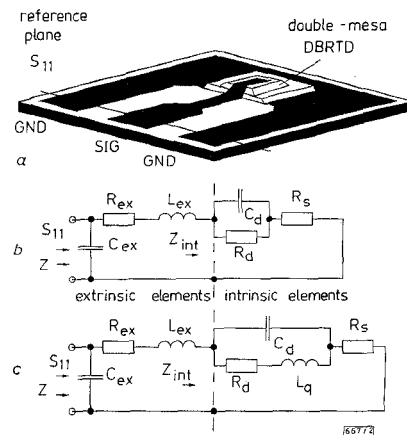 reference
plane
S11
double-mesa
DBRTD
GND
SIG
GND
a
Rex
Lex
Cd
Rs
S11
b
Z
Cex
Zint
Rd
extrinsic elements
intrinsic elements
Rex
Lex
Cd
Rs
S11
c
Z
Cex
Zint
Rd
Lq
667/2